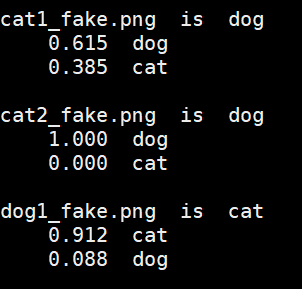 cat1_fake.png is dog
0.615 dog
0.385 cat
cat2_fake.png is dog
1.000 dog
0.000 cat
dog1_fake.png is cat
0.912 cat
0.088 dog